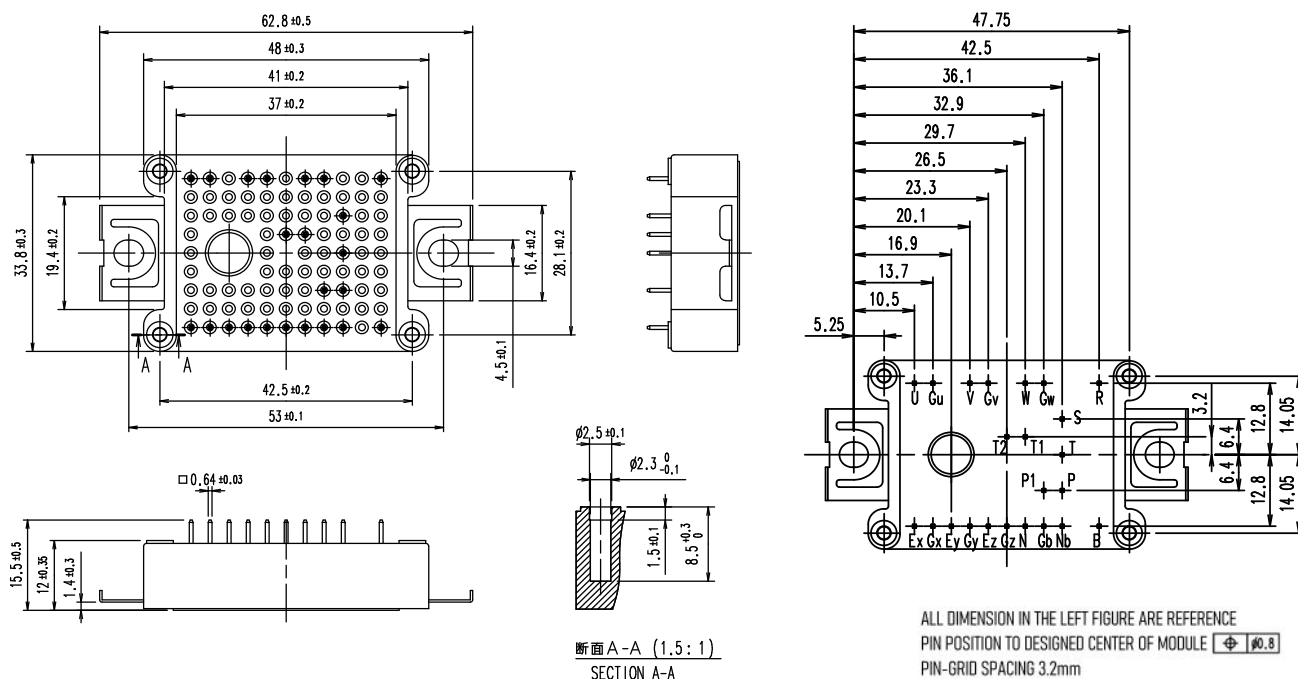 62.8 ±0.5
48 ±0.3
41 ±0.2
37 ±0.2
33.8 ±0.3
19.4 ±0.2
16.4 ±0.2
28.1 ±0.2
4.5 ±0.1
A A
42.5 ±0.2
53 ±0.1
47.75
42.5
36.1
32.9
29.7
26.5
23.3
20.1
16.9
13.7
10.5
5.25
U Gu V Gv W Gw R
S
T2 T1 T
P1 P
Ex Gx Ey Gy Ez Gz N Gb Nb B
3.2
6.4
12.8
14.05
6.4
12.8
14.05
□0.64 ±0.03
15.5 ±0.5
12 ±0.35
1.4 ±0.3
ø2.5 ±0.1
ø2.3 0 -0.1
1.5 ±0.1
8.5 +0.3 0
断面 A-A (1.5:1)
SECTION A-A
ALL DIMENSION IN THE LEFT FIGURE ARE REFERENCE
PIN POSITION TO DESIGNED CENTER OF MODULE ⌖ ø0.8
PIN-GRID SPACING 3.2mm